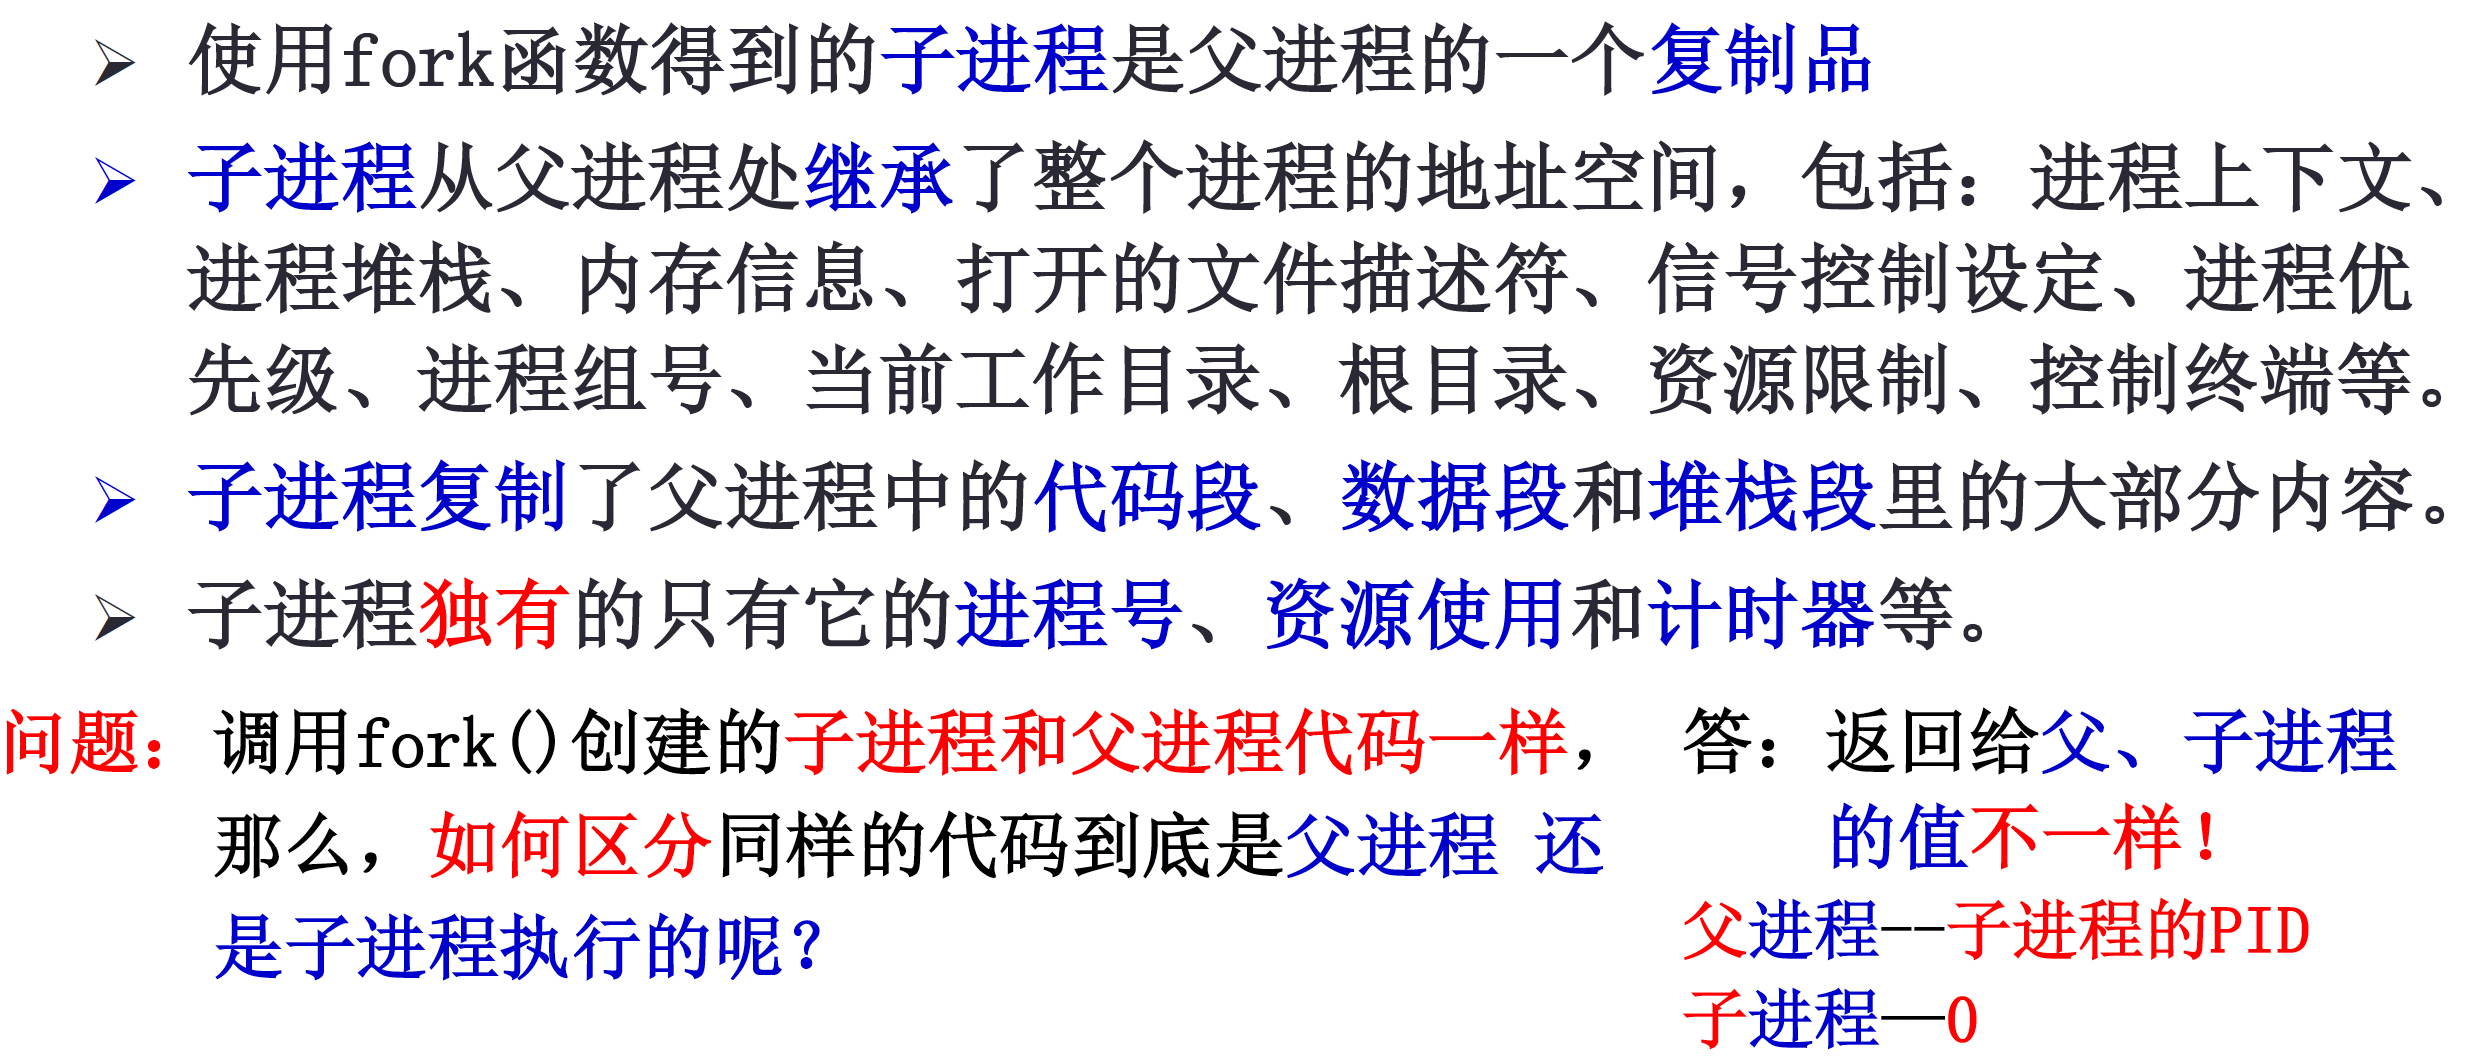 ➢ 使用fork函数得到的子进程是父进程的一个复制品
➢ 子进程从父进程处继承了整个进程的地址空间，包括：进程上下文、
进程堆栈、内存信息、打开的文件描述符、信号控制设定、进程优
先级、进程组号、当前工作目录、根目录、资源限制、控制终端等。
➢ 子进程复制了父进程中的代码段、数据段和堆栈段里的大部分内容。
➢ 子进程独有的只有它的进程号、资源使用和计时器等。
问题：调用fork()创建的子进程和父进程代码一样，
那么，如何区分同样的代码到底是父进程 还
是子进程执行的呢？
答：返回给父、子进程
的值不一样！
父进程--子进程的PID
子进程—0